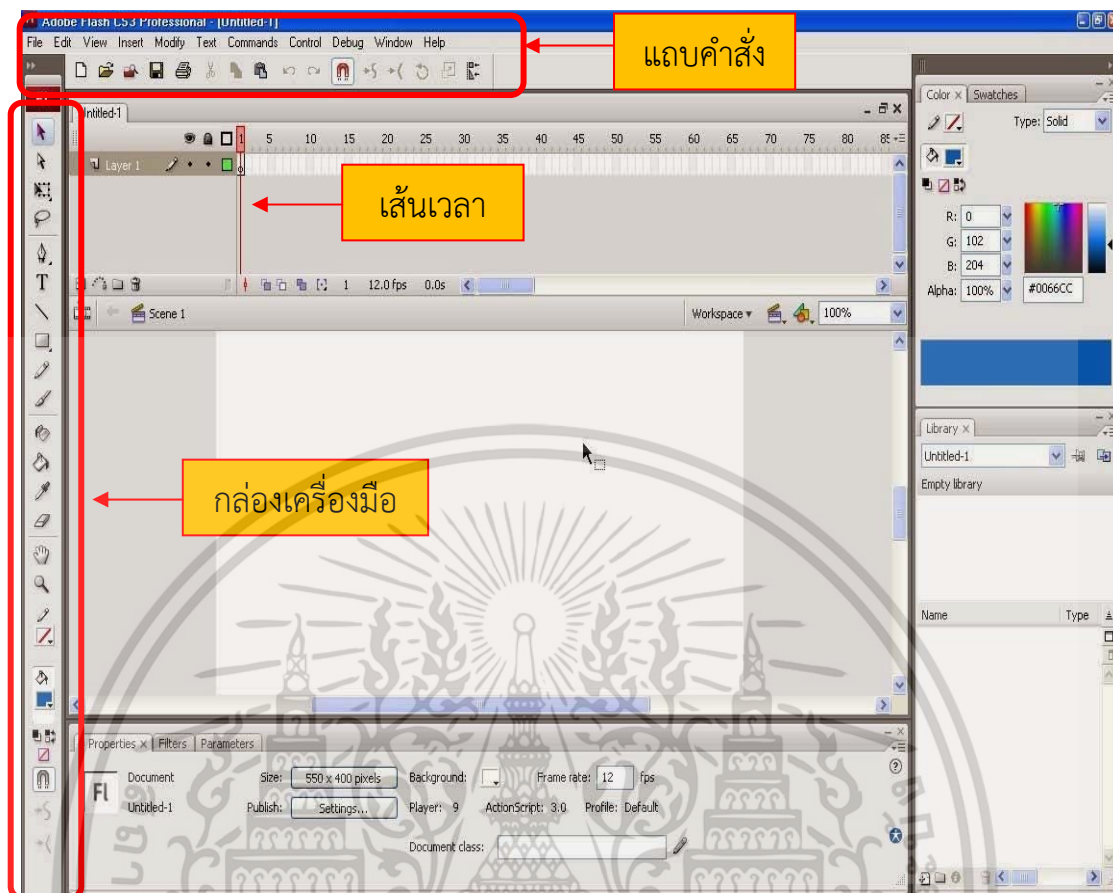 Adobe Flash CS3 Professional - [Untitled-1]
File Edit View Insert Modify Text Commands Control Debug Window Help
แถบคำสั่ง
Untitled-1
1 5 10 15 20 25 30 35 40 45 50 55 60 65 70 75 80 85
Layer 1
เส้นเวลา
1 12.0 fps 0.0s
Scene 1 Workspace 100%
กล่องเครื่องมือ
Color Swatches
Type: Solid
R: 0
G: 102
B: 204
Alpha: 100% #0066CC
Library
Untitled-1
Empty library
Name Type
Properties Filters Parameters
Fl
Document Size: 550 x 400 pixels Background: Frame rate: 12 fps
Untitled-1 Publish: Settings... Player: 9 ActionScript: 3.0 Profile: Default
Document class: